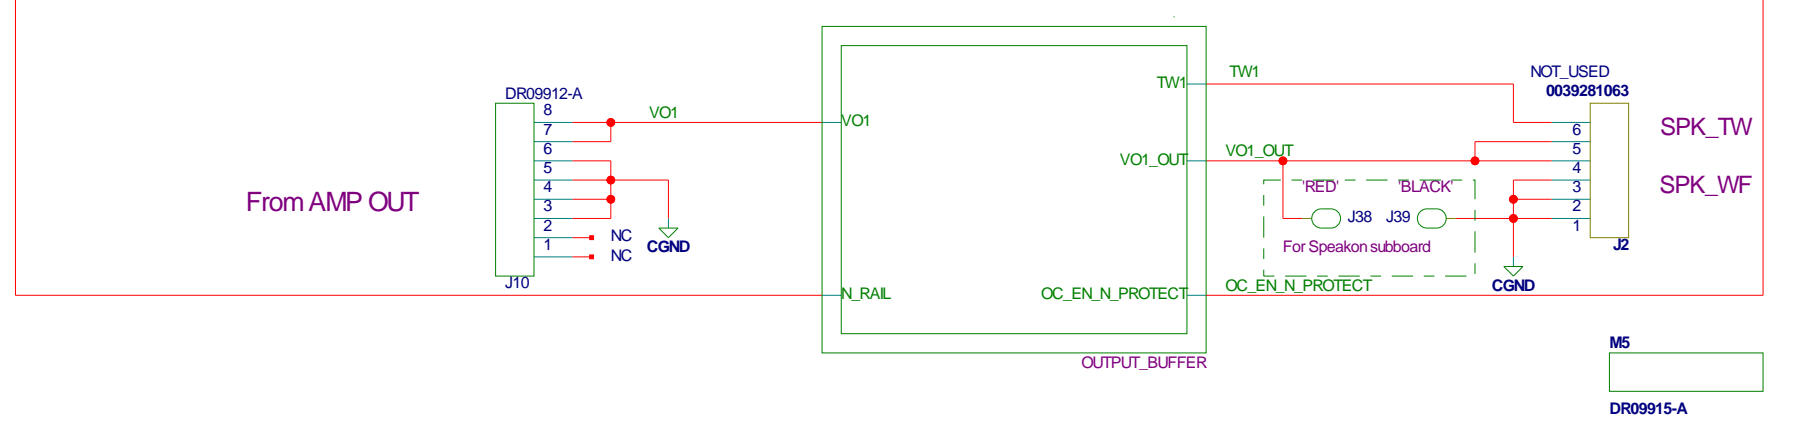 DR09912-A
8
7
6
5
4
3
2
1
J10
From AMP OUT
VO1
NC
NC
CGND
VO1
N_RAIL
TW1
VO1_OUT
OC_EN_N_PROTECT
OUTPUT_BUFFER
TW1
VO1_OUT
'RED'
'BLACK'
J38
J39
For Speakon subboard
OC_EN_N_PROTECT
NOT_USED
0039281063
6
5
4
3
2
1
J2
CGND
SPK_TW
SPK_WF
M5
DR09915-A